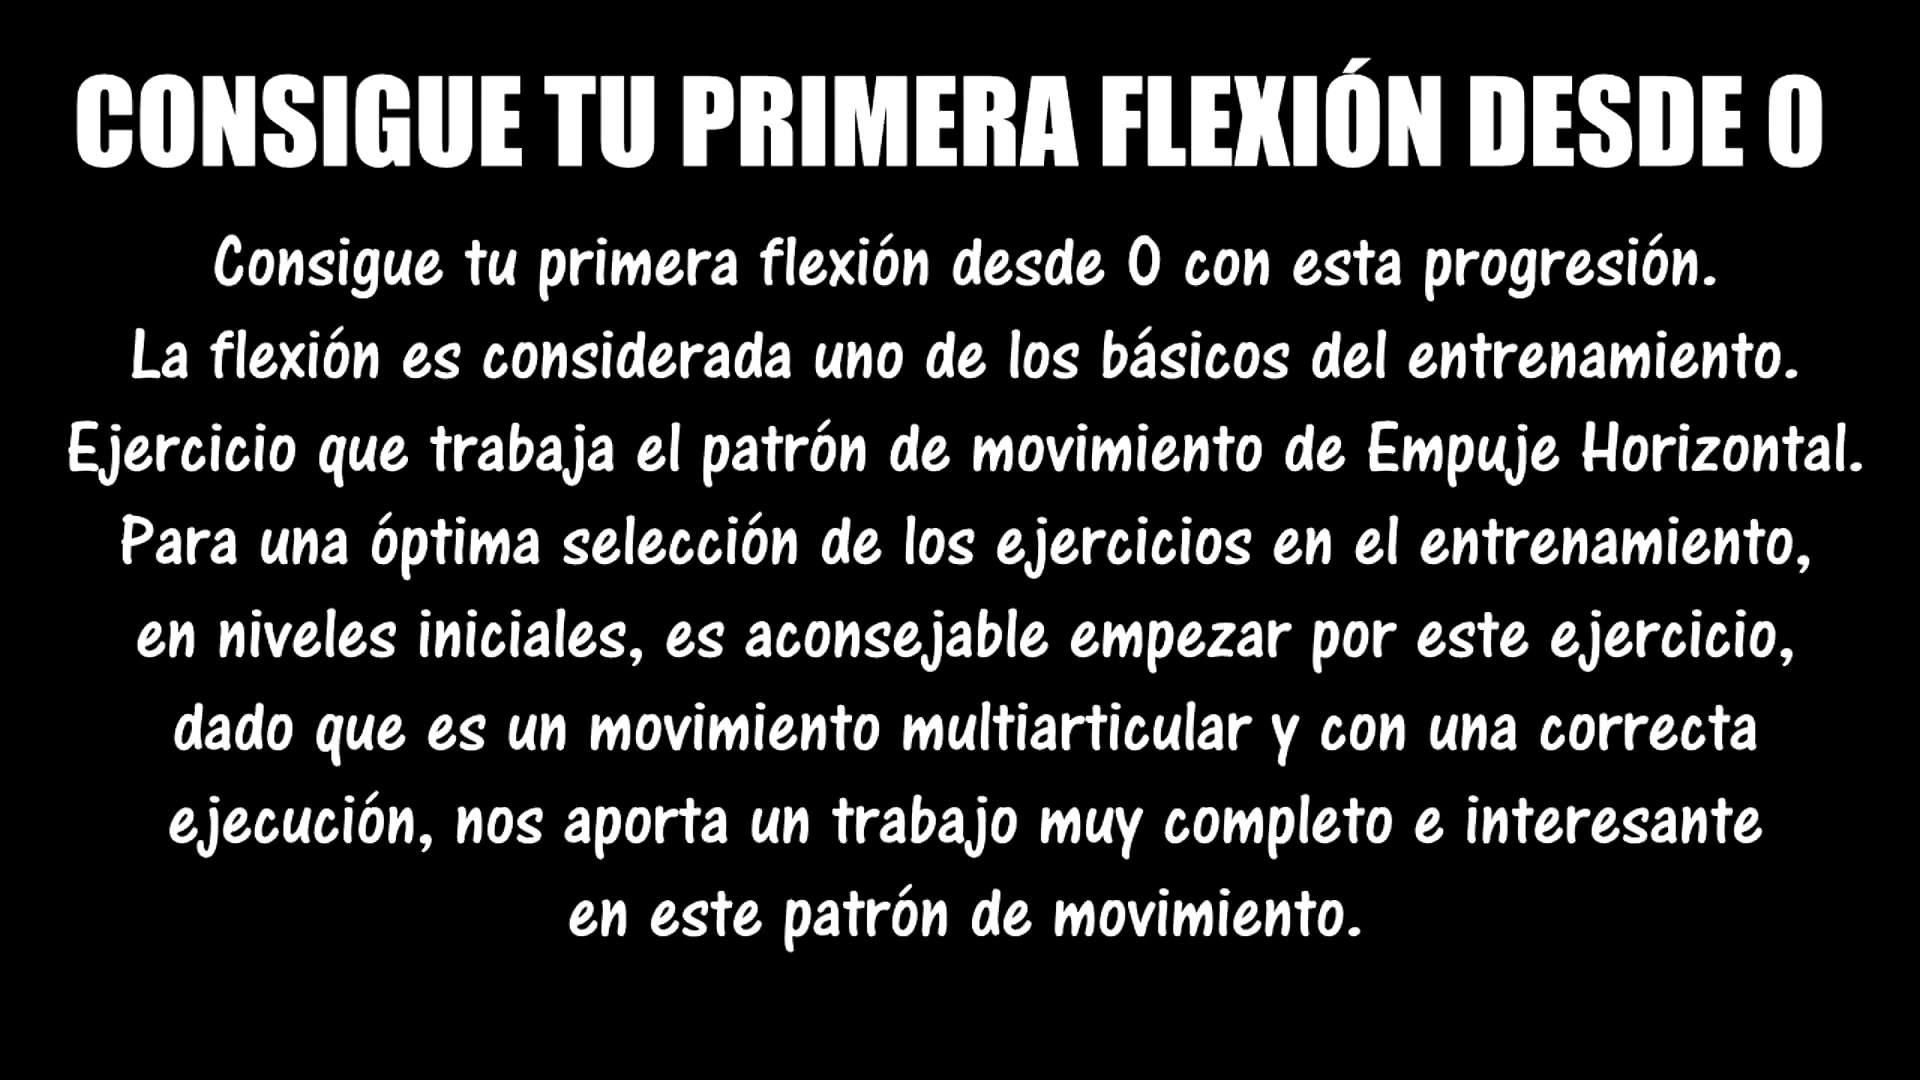 CONSIGUE TU PRIMERA FLEXIÓN DESDE 0
Consigue tu primera flexión desde 0 con esta progresión.
La flexión es considerada uno de los básicos del entrenamiento.
Ejercicio que trabaja el patrón de movimiento de Empuje Horizontal.
Para una óptima selección de los ejercicios en el entrenamiento,
en niveles iniciales, es aconsejable empezar por este ejercicio,
dado que es un movimiento multiarticular y con una correcta
ejecución, nos aporta un trabajo muy completo e interesante
en este patrón de movimiento.